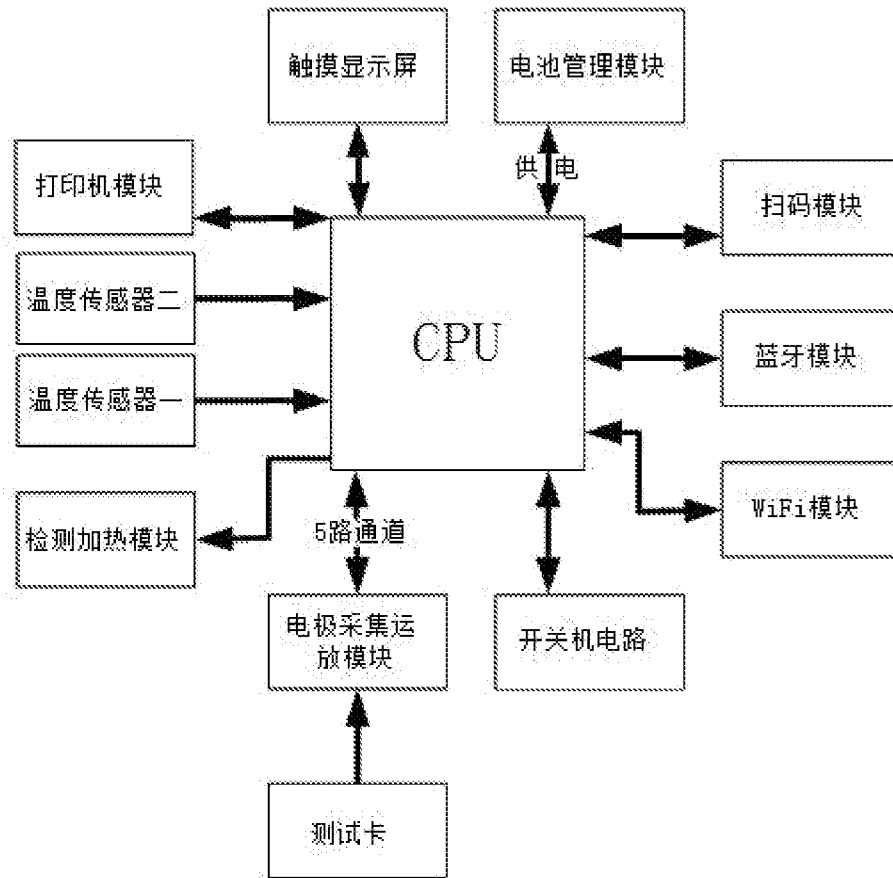 触摸显示屏
电池管理模块
打印机模块
供电
扫码模块
温度传感器二
CPU
蓝牙模块
温度传感器一
WiFi模块
检测加热模块
5路通道
电极采集运
放模块
开关机电路
测试卡